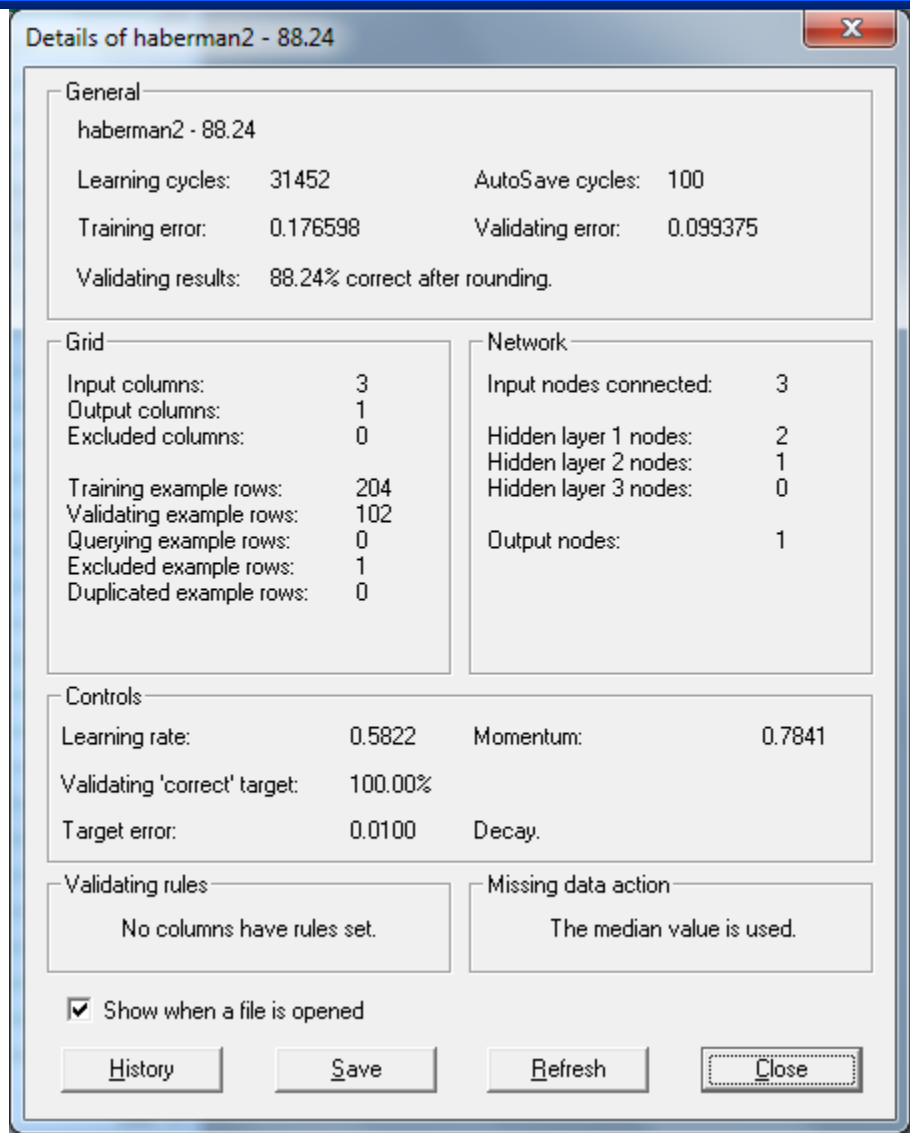 Details of haberman2 - 88.24
General
haberman2 - 88.24
Learning cycles: 31452 AutoSave cycles: 100
Training error: 0.176598 Validating error: 0.099375
Validating results: 88.24% correct after rounding.
Grid
Input columns: 3
Output columns: 1
Excluded columns: 0
Training example rows: 204
Validating example rows: 102
Querying example rows: 0
Excluded example rows: 1
Duplicated example rows: 0
Network
Input nodes connected: 3
Hidden layer 1 nodes: 2
Hidden layer 2 nodes: 1
Hidden layer 3 nodes: 0
Output nodes: 1
Controls
Learning rate: 0.5822 Momentum: 0.7841
Validating 'correct' target: 100.00%
Target error: 0.0100 Decay.
Validating rules
No columns have rules set.
Missing data action
The median value is used.
Show when a file is opened
History Save Refresh Close